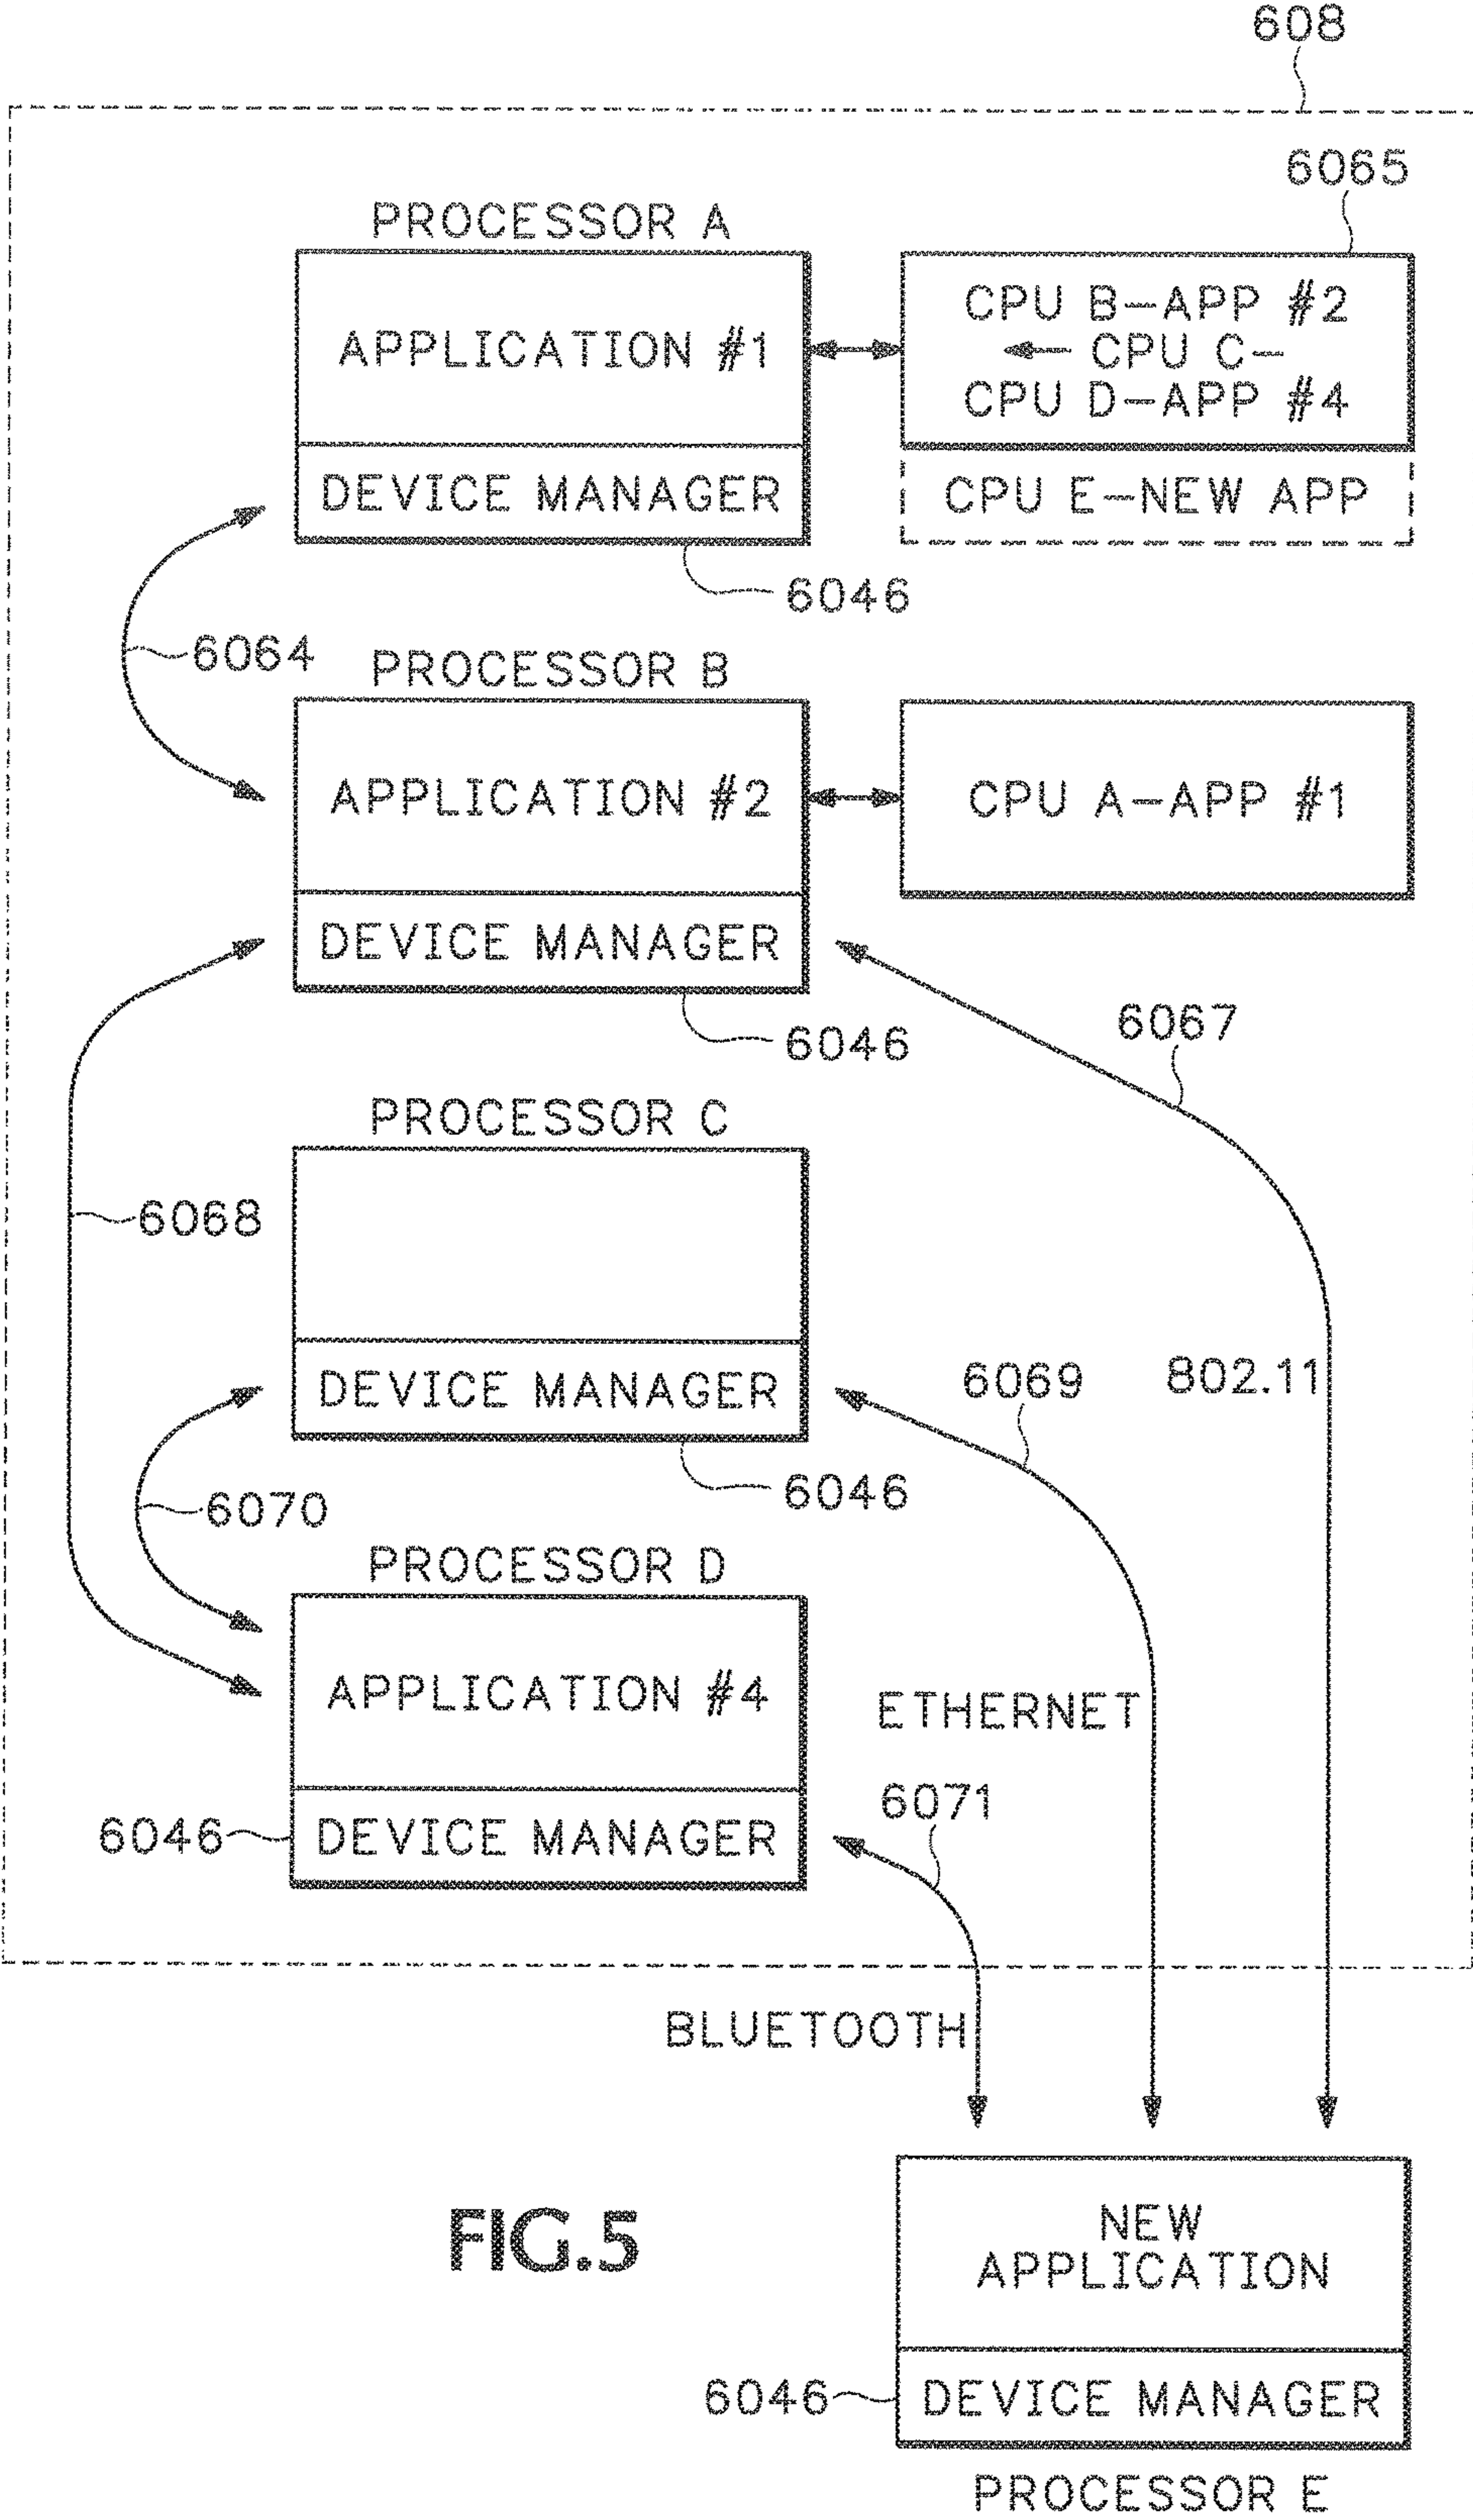 608
6065
PROCESSOR A
CPU B-APP #2
APPLICATION #1
CPU C-
CPU D-APP #4
DEVICE MANAGER
CPU E-NEW APP
6046
6064
PROCESSOR B
APPLICATION #2
CPU A-APP #1
DEVICE MANAGER
6067
6046
PROCESSOR C
6068
DEVICE MANAGER
6069
802.11
6046
6070
PROCESSOR D
APPLICATION #4
ETHERNET
6071
6046
DEVICE MANAGER
BLUETOOTH
FIG.5
NEW
APPLICATION
6046
DEVICE MANAGER
PROCESSOR E